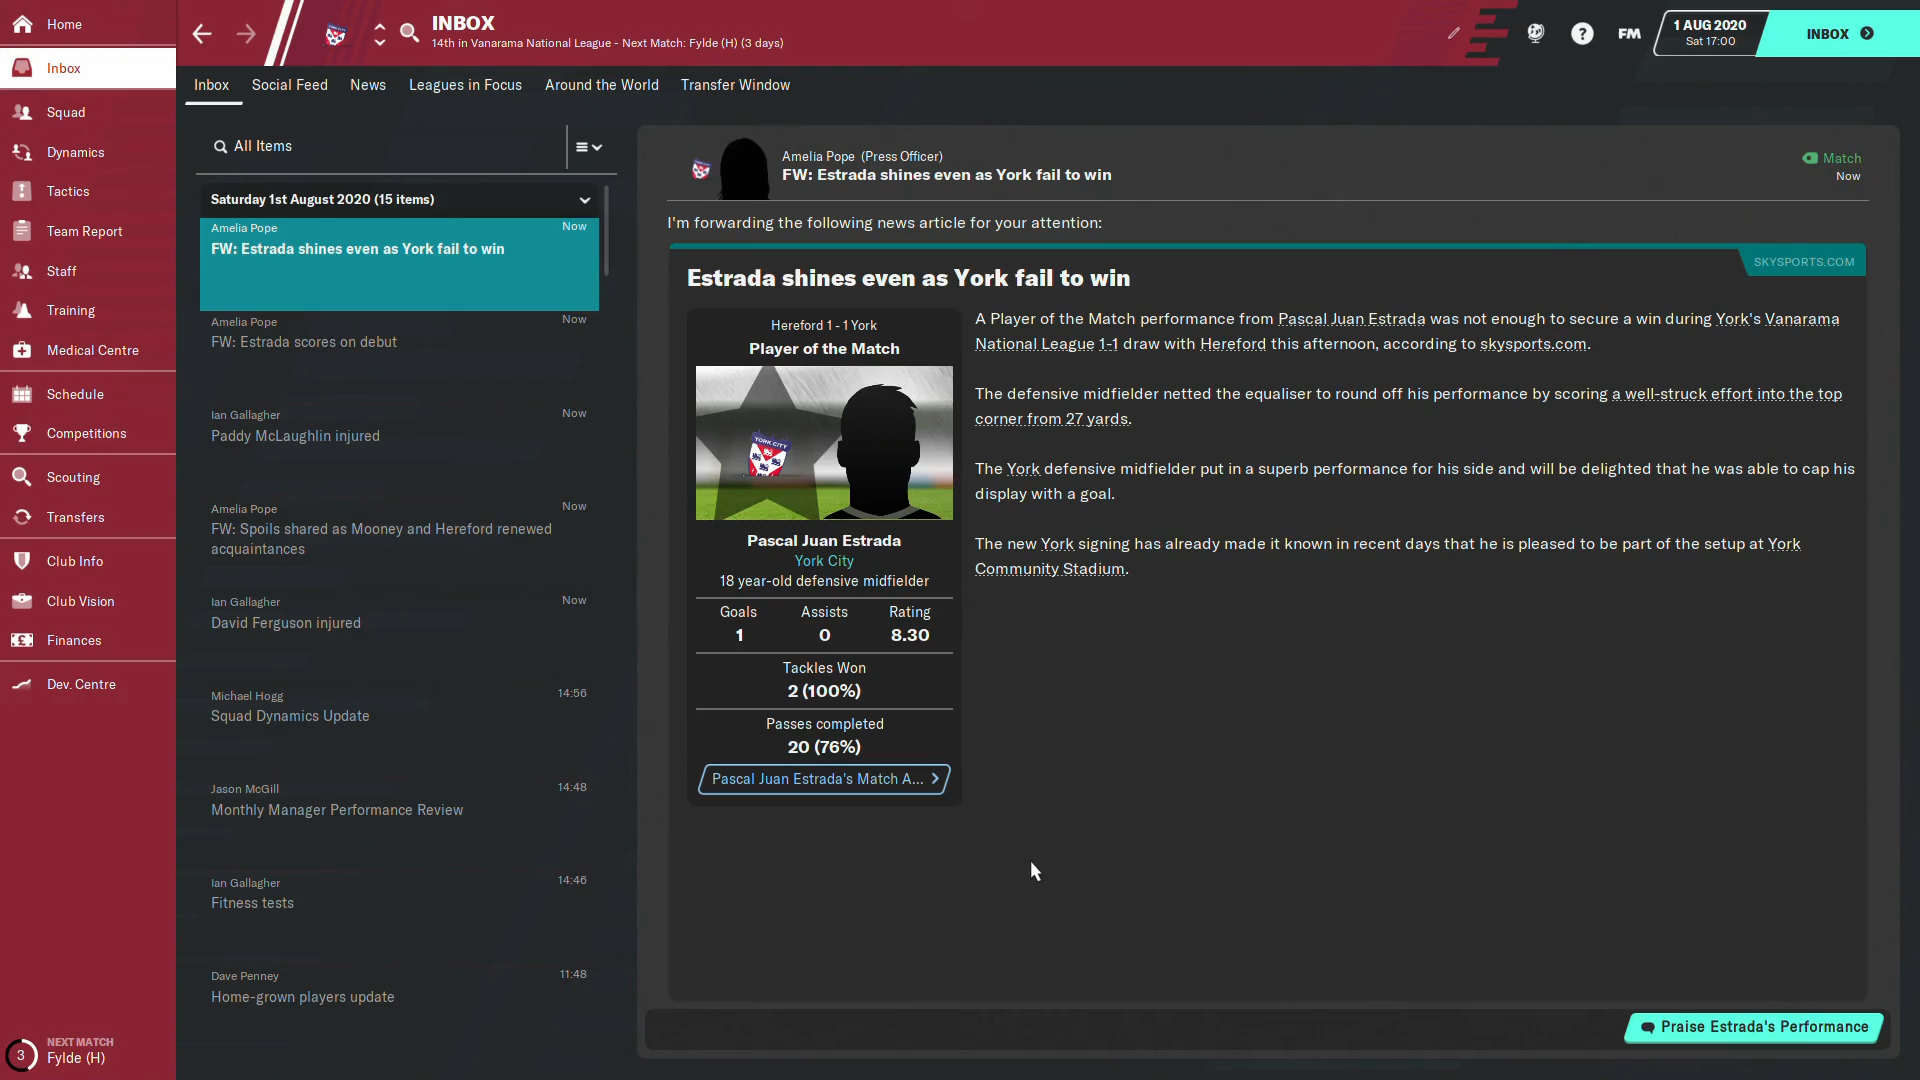 Home
Inbox
Squad
Dynamics
Tactics
Team Report
Staff
Training
Medical Centre
Schedule
Competitions
Scouting
Transfers
Club Info
Club Vision
Finances
Dev. Centre
3
NEXT MATCH
Fylde (H)
INBOX
14th in Vanarama National League - Next Match: Fylde (H) (3 days)
?
FM
1 AUG 2020
Sat 17:00
INBOX
Inbox
Social Feed
News
Leagues in Focus
Around the World
Transfer Window
All Items
Saturday 1st August 2020 (15 items)
Amelia Pope
Now
FW: Estrada shines even as York fail to win
Amelia Pope
Now
FW: Estrada scores on debut
Ian Gallagher
Now
Paddy McLaughlin injured
Amelia Pope
Now
FW: Spoils shared as Mooney and Hereford renewed
acquaintances
Ian Gallagher
Now
David Ferguson injured
Michael Hogg
14:56
Squad Dynamics Update
Jason McGill
14:48
Monthly Manager Performance Review
Ian Gallagher
14:46
Fitness tests
Dave Penney
11:48
Home-grown players update
Amelia Pope (Press Officer)
FW: Estrada shines even as York fail to win
Match
Now
I'm forwarding the following news article for your attention:
SKYSPORTS.COM
Estrada shines even as York fail to win
Hereford 1 - 1 York
Player of the Match
YORK CITY
Pascal Juan Estrada
York City
18 year-old defensive midfielder
Goals Assists Rating
1 0 8.30
Tackles Won
2 (100%)
Passes completed
20 (76%)
Pascal Juan Estrada's Match A...
A Player of the Match performance from Pascal Juan Estrada was not enough to secure a win during York's Vanarama
National League 1-1 draw with Hereford this afternoon, according to skysports.com.
The defensive midfielder netted the equaliser to round off his performance by scoring a well-struck effort into the top
corner from 27 yards.
The York defensive midfielder put in a superb performance for his side and will be delighted that he was able to cap his
display with a goal.
The new York signing has already made it known in recent days that he is pleased to be part of the setup at York
Community Stadium.
Praise Estrada's Performance